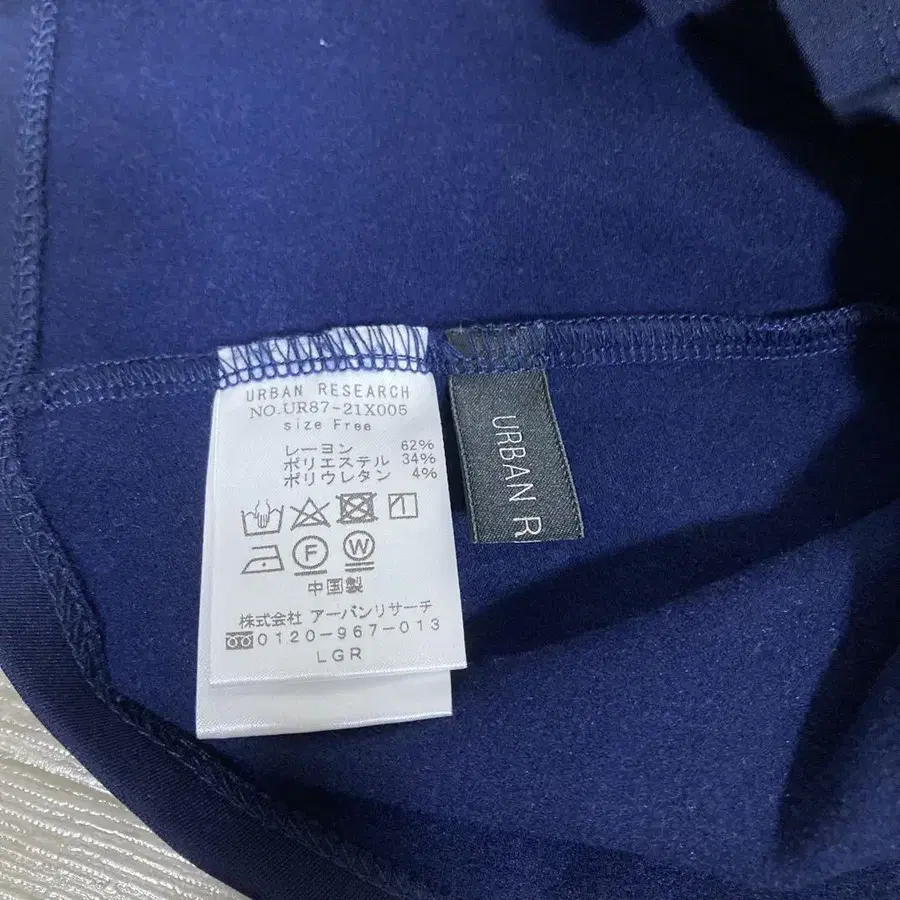 URBAN RESEARCH
NO.UR87-21X005
size Free
レーヨン 62%
ポリエステル 34%
ポリウレタン 4%
F W
中国製
株式会社 アーバンリサーチ
0120-967-013
LGR
URBAN R